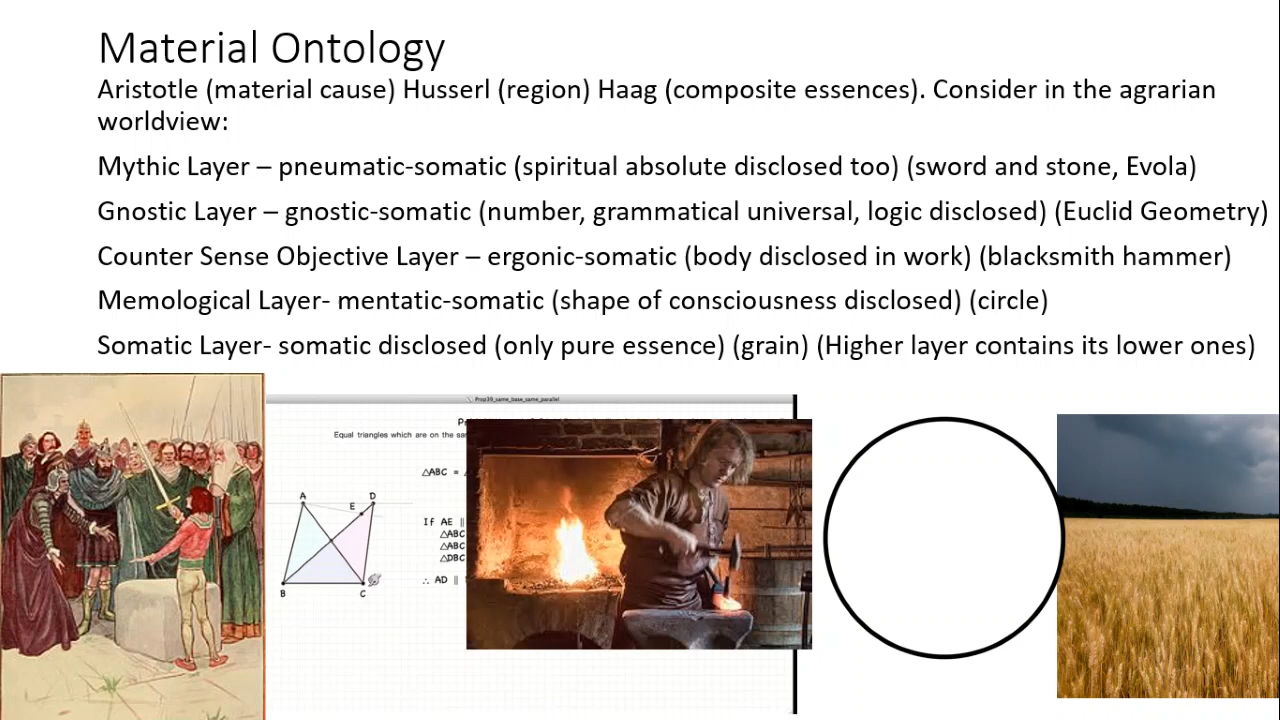 Material Ontology
Aristotle (material cause) Husserl (region) Haag (composite essences). Consider in the agrarian
worldview:
Mythic Layer – pneumatic-somatic (spiritual absolute disclosed too) (sword and stone, Evola)
Gnostic Layer – gnostic-somatic (number, grammatical universal, logic disclosed) (Euclid Geometry)
Counter Sense Objective Layer – ergonic-somatic (body disclosed in work) (blacksmith hammer)
Memological Layer- mentatic-somatic (shape of consciousness disclosed) (circle)
Somatic Layer- somatic disclosed (only pure essence) (grain) (Higher layer contains its lower ones)
Prop39_same_base_same_parallel
Equal triangles which are on the
△ABC =
A
D
E
If AE ||
△ABC
△ABC
△DBC
∴ AD ||
B
C